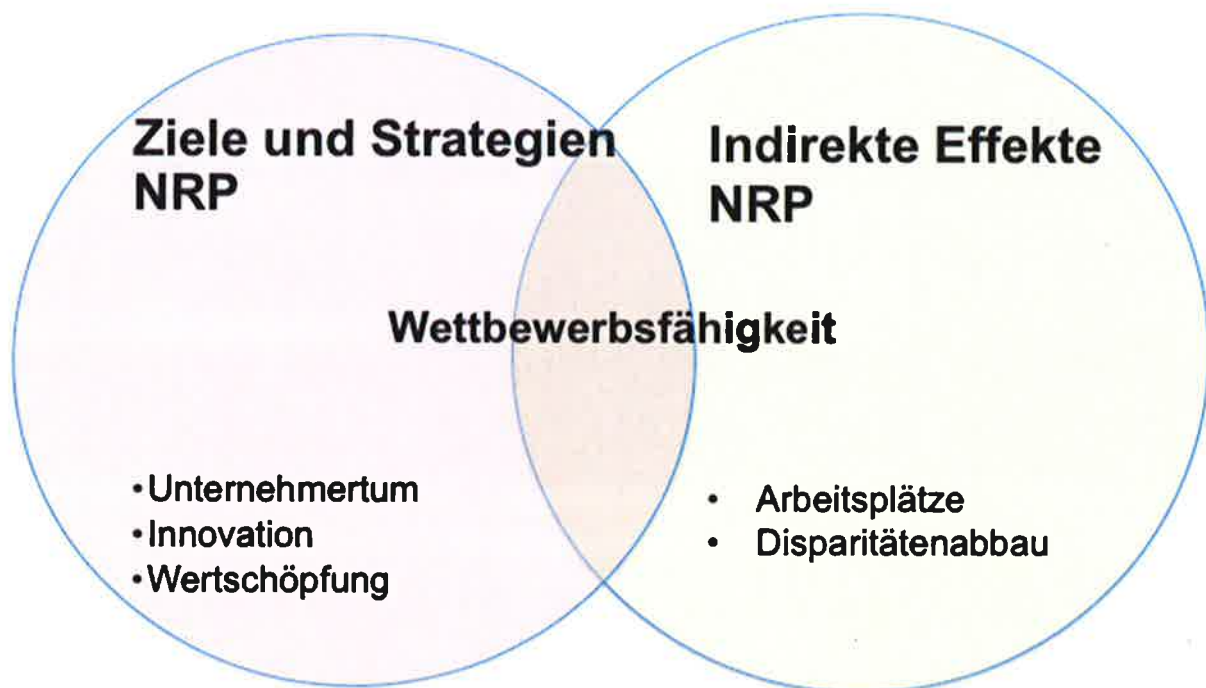 Ziele und Strategien
NRP
Indirekte Effekte
NRP
Wettbewerbsfähigkeit
• Unternehmertum
• Innovation
• Wertschöpfung
• Arbeitsplätze
• Disparitätenabbau